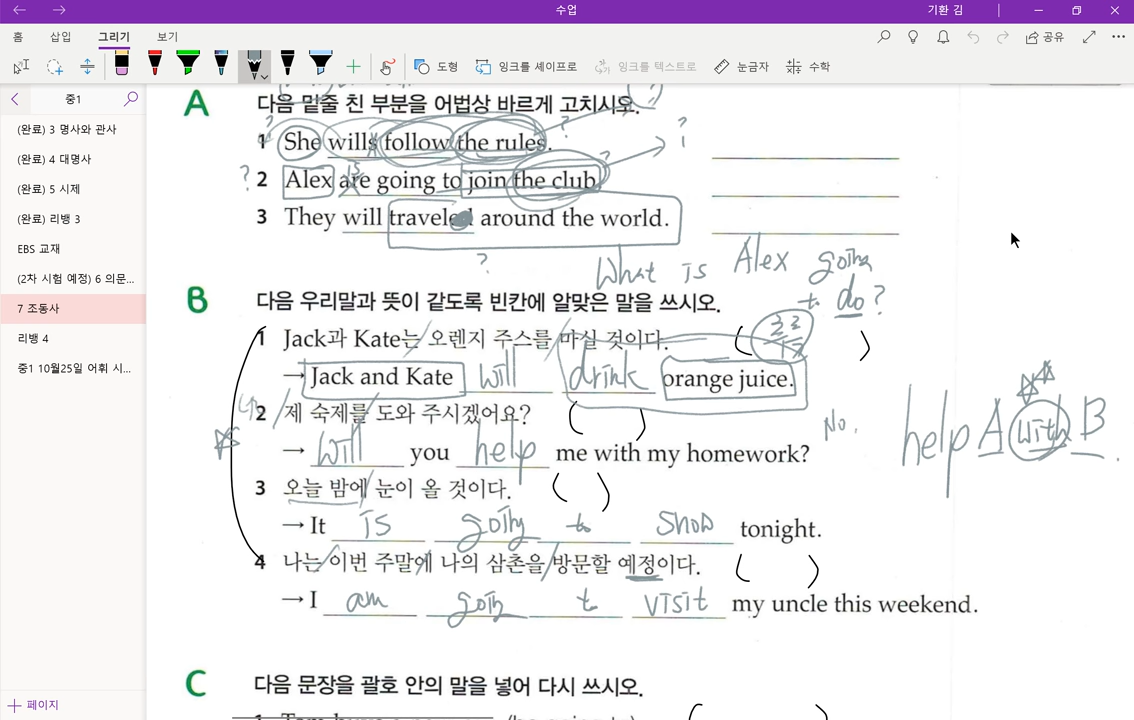 수업
기환 김
홈 삽입 그리기 보기
공유
도형 잉크를 셰이프로 잉크를 텍스트로 눈금자 수학
중1
(완료) 3 명사와 관사
(완료) 4 대명사
(완료) 5 시제
(완료) 리뱅 3
EBS 교재
(2차 시험 예정) 6 의문...
7 조동사
리뱅 4
중1 10월25일 어휘 시...
페이지
A 다음 밑줄 친 부분을 어법상 바르게 고치시오.
1 She wills follow the rules.
2 Alex are going to join the club.
3 They will traveled around the world.
What is Alex going
to do?
B 다음 우리말과 뜻이 같도록 빈칸에 알맞은 말을 쓰시오.
1 Jack과 Kate는 오렌지 주스를 마실 것이다.
→ Jack and Kate will drink orange juice.
2 제 숙제를 도와 주시겠어요?
No.
help A with B.
→ will you help me with my homework?
3 오늘 밤에 눈이 올 것이다.
→ It is going to snow tonight.
4 나는 이번 주말에 나의 삼촌을 방문할 예정이다.
→ I am going to visit my uncle this weekend.
C 다음 문장을 괄호 안의 말을 넣어 다시 쓰시오.